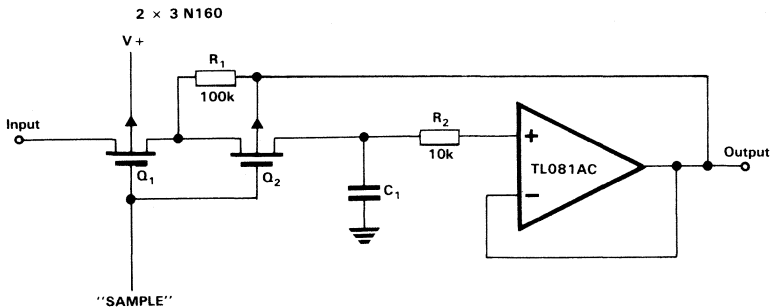 2 × 3 N160
V+
R1
100k
Input
Q1
Q2
R2
10k
+
TL081AC
−
Output
C1
"SAMPLE"